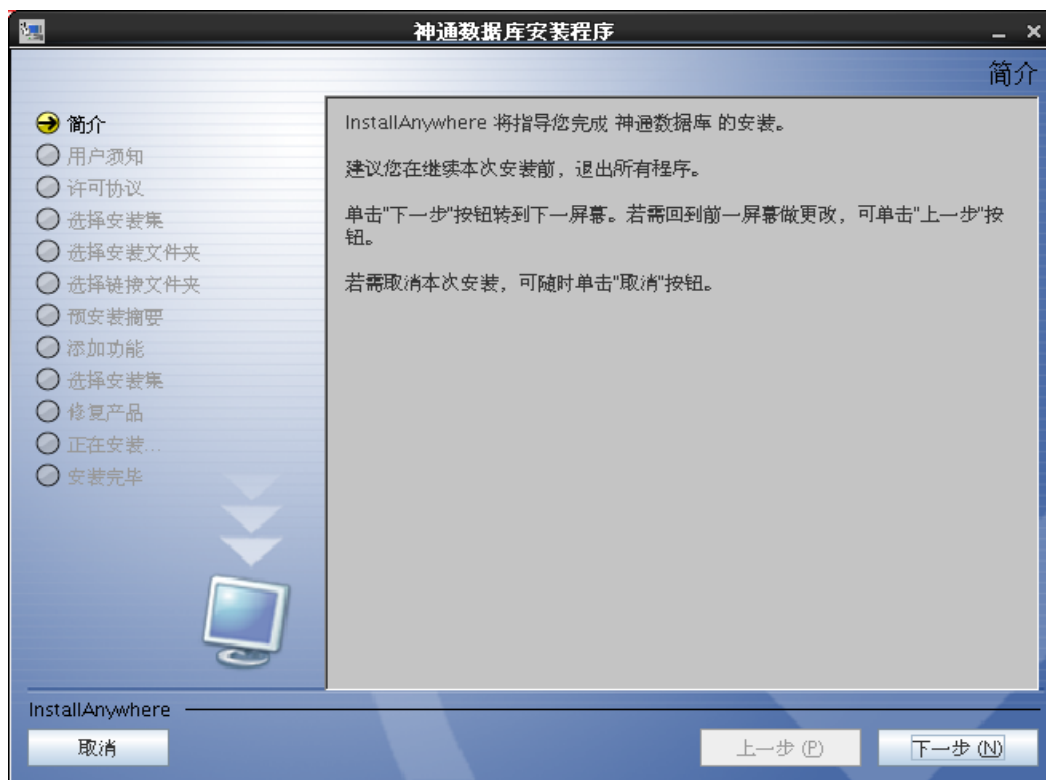 神通数据库安装程序
简介
简介
用户须知
许可协议
选择安装集
选择安装文件夹
选择链接文件夹
预安装摘要
添加功能
选择安装集
修复产品
正在安装...
安装完毕
InstallAnywhere 将指导您完成 神通数据库 的安装。
建议您在继续本次安装前，退出所有程序。
单击"下一步"按钮转到下一屏幕。若需回到前一屏幕做更改，可单击"上一步"按
钮。
若需取消本次安装，可随时单击"取消"按钮。
InstallAnywhere
取消
上一步 (P)
下一步 (N)